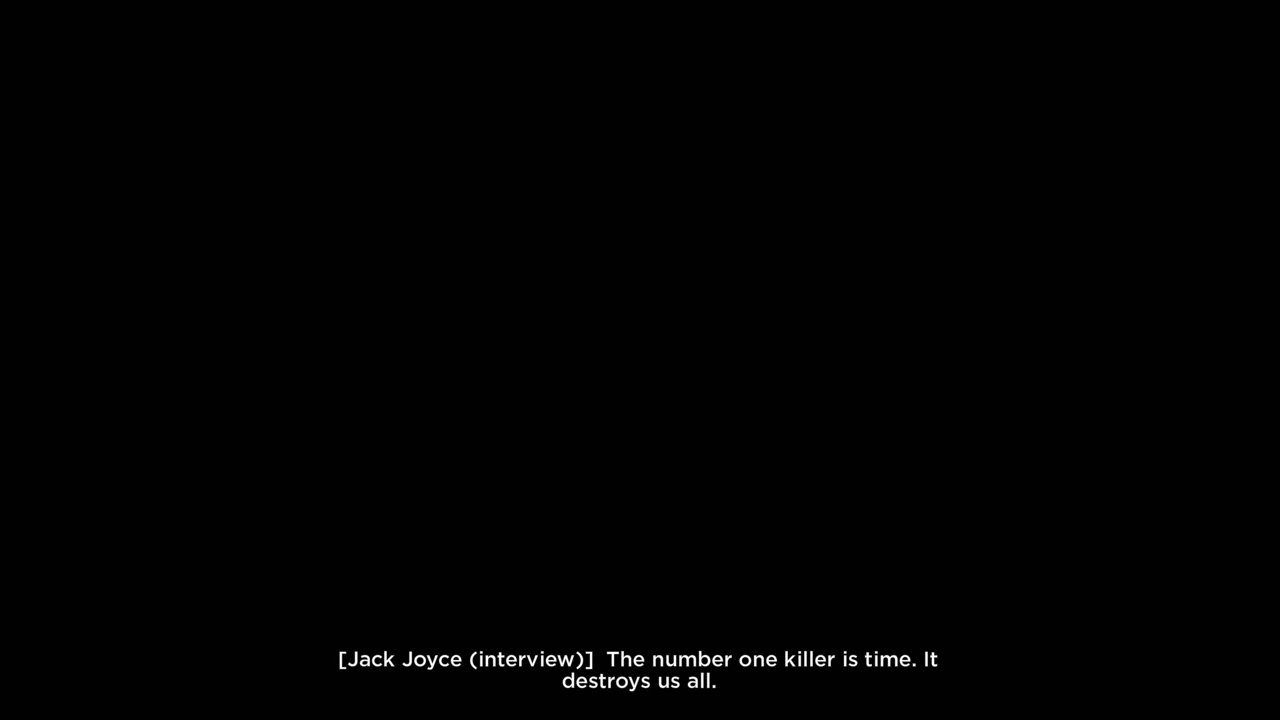 [Jack Joyce (interview)]  The number one killer is time. It
destroys us all.